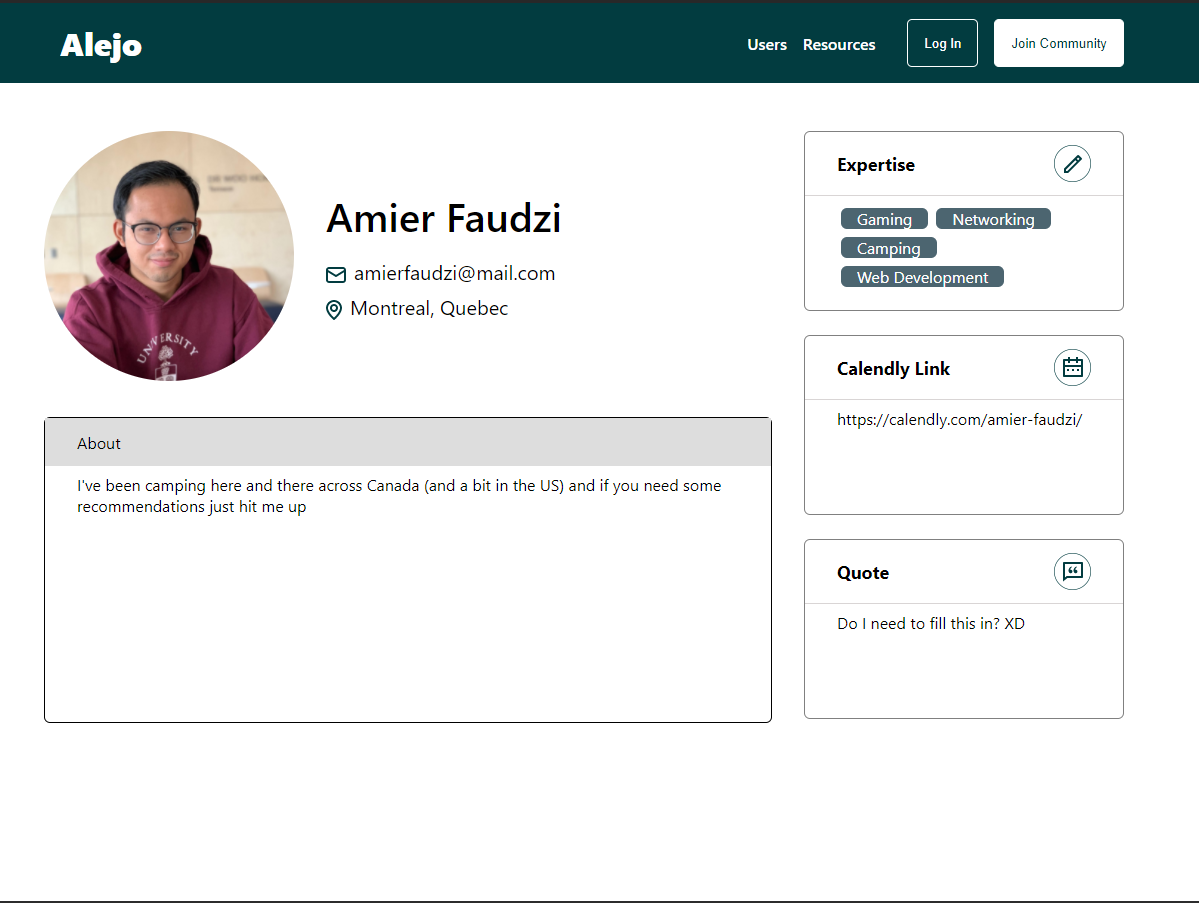 Alejo
Users Resources Log In Join Community
Amier Faudzi
amierfaudzi@mail.com
Montreal, Quebec
UNIVERSITY
About
I've been camping here and there across Canada (and a bit in the US) and if you need some
recommendations just hit me up
Expertise
Gaming Networking
Camping
Web Development
Calendly Link
https://calendly.com/amier-faudzi/
Quote
Do I need to fill this in? XD